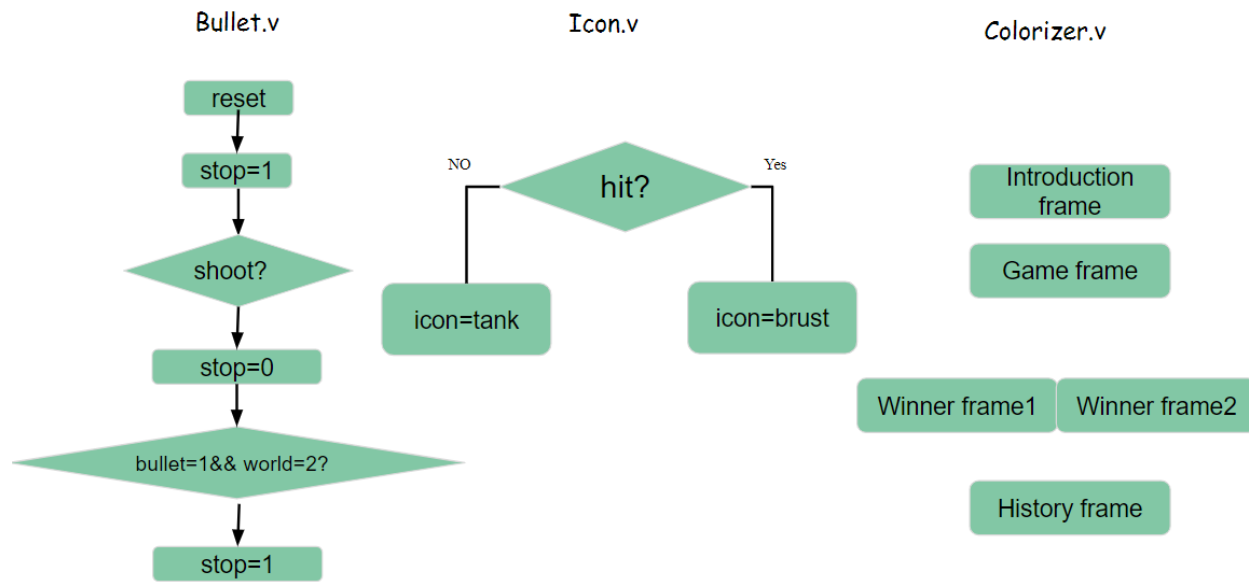 Bullet.v
Icon.v
Colorizer.v
reset
stop=1
shoot?
stop=0
bullet=1&& world=2?
stop=1
NO
Yes
hit?
icon=tank
icon=brust
Introduction
frame
Game frame
Winner frame1
Winner frame2
History frame